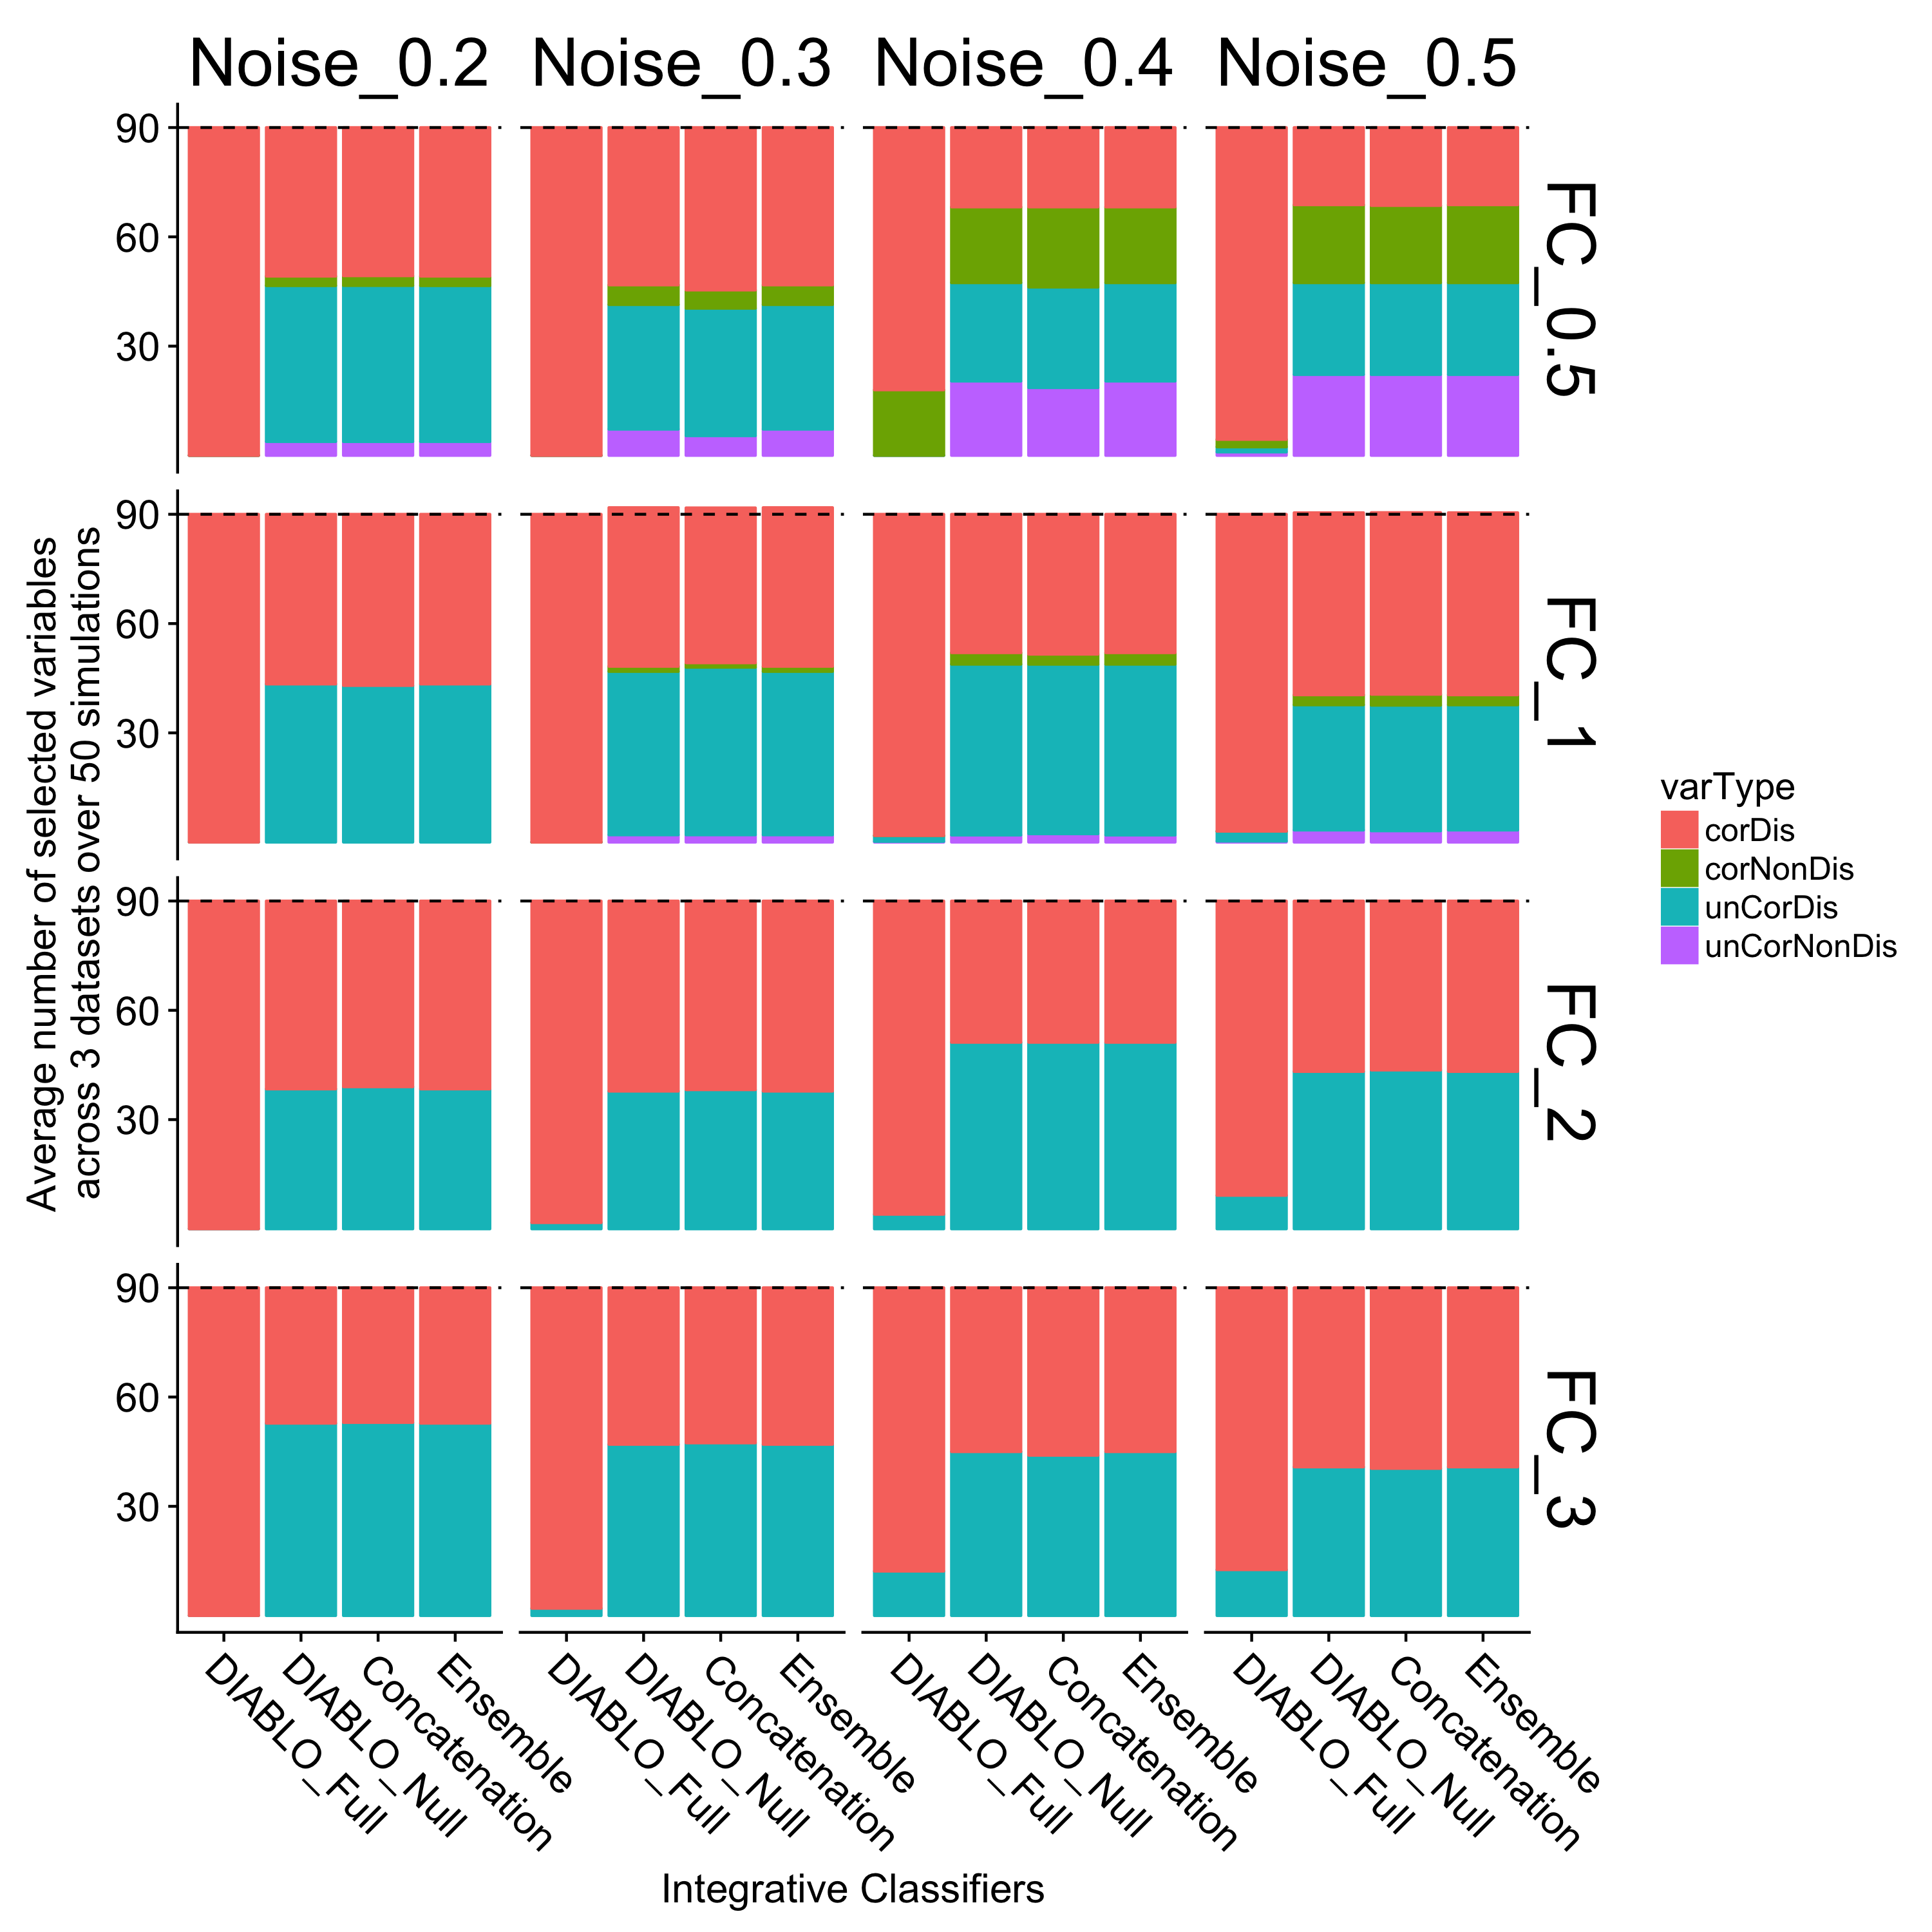 Noise_0.2 Noise_0.3 Noise_0.4 Noise_0.5
90
60
30
FC_0.5
90
60
30
FC_1
90
60
30
FC_2
90
60
30
FC_3
Average number of selected variables
across 3 datasets over 50 simulations
DIABLO_Full DIABLO_Null Concatenation Ensemble DIABLO_Full DIABLO_Null Concatenation Ensemble DIABLO_Full DIABLO_Null Concatenation Ensemble DIABLO_Full DIABLO_Null Concatenation Ensemble
Integrative Classifiers
varType
corDis
corNonDis
unCorDis
unCorNonDis